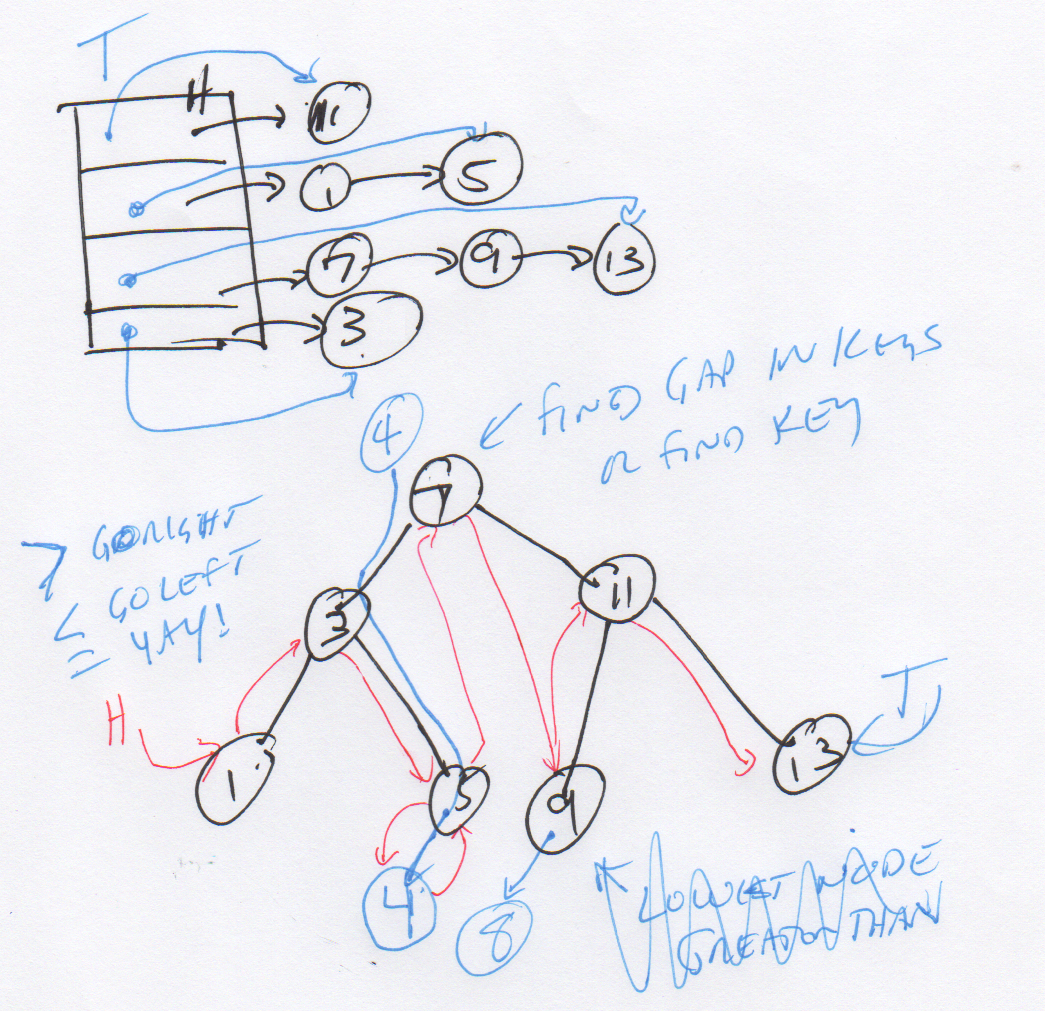 T
H
11
1 5
7 9 13
3
4
← FIND GAP IN KEYS
OR FIND KEY
7
> GO RIGHT
< GO LEFT
= YAY!
3
11
H
T
1
5
9
13
4
8
LOWEST NODE
GREATER THAN